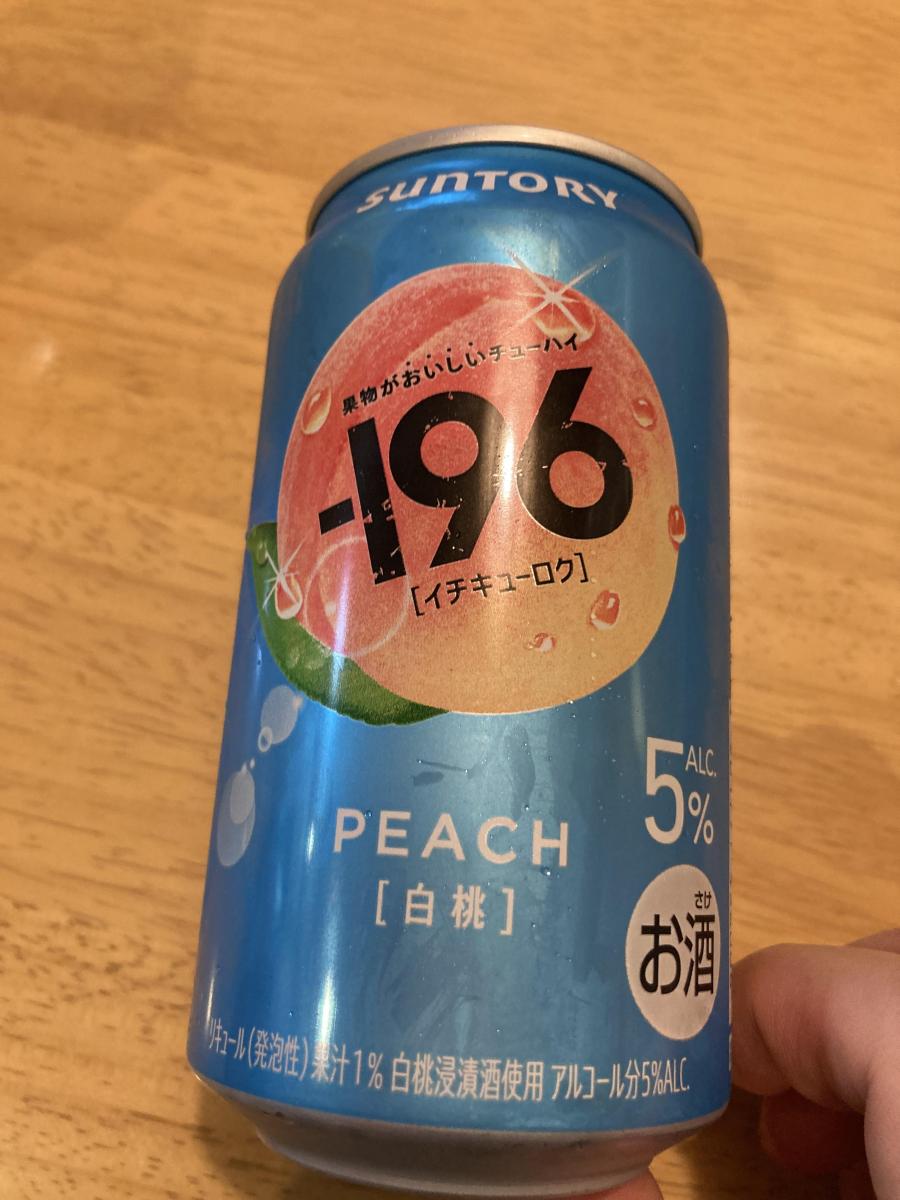 SUNTORY
果物がおいしいチューハイ
-196
[イチキューロク]
5%
ALC.
PEACH
[白桃]
さけ
お酒
リキュール(発泡性) 果汁1% 白桃浸漬酒使用 アルコール分5%ALC.